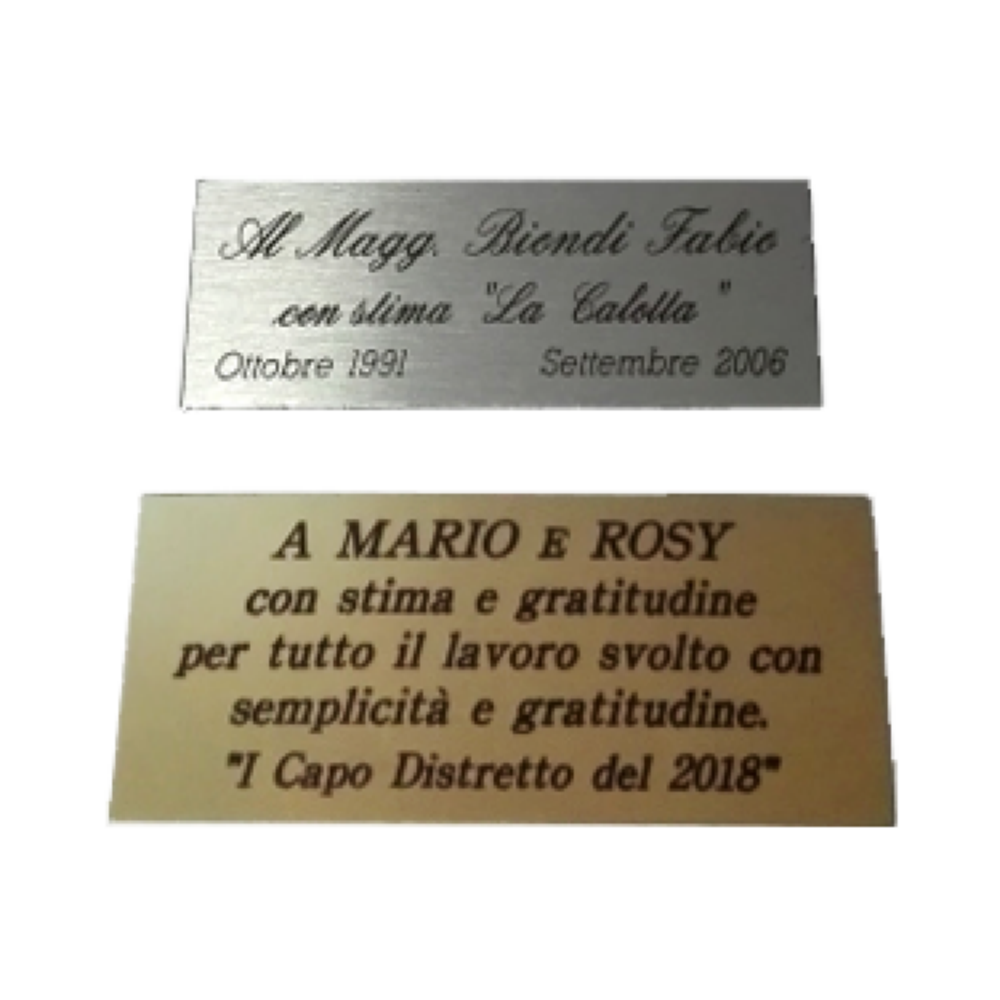 Al Magg. Biondi Fabio
con stima "La Calotta"
Ottobre 1991 Settembre 2006
A MARIO E ROSY
con stima e gratitudine
per tutto il lavoro svolto con
semplicità e gratitudine.
"I Capo Distretto del 2018"